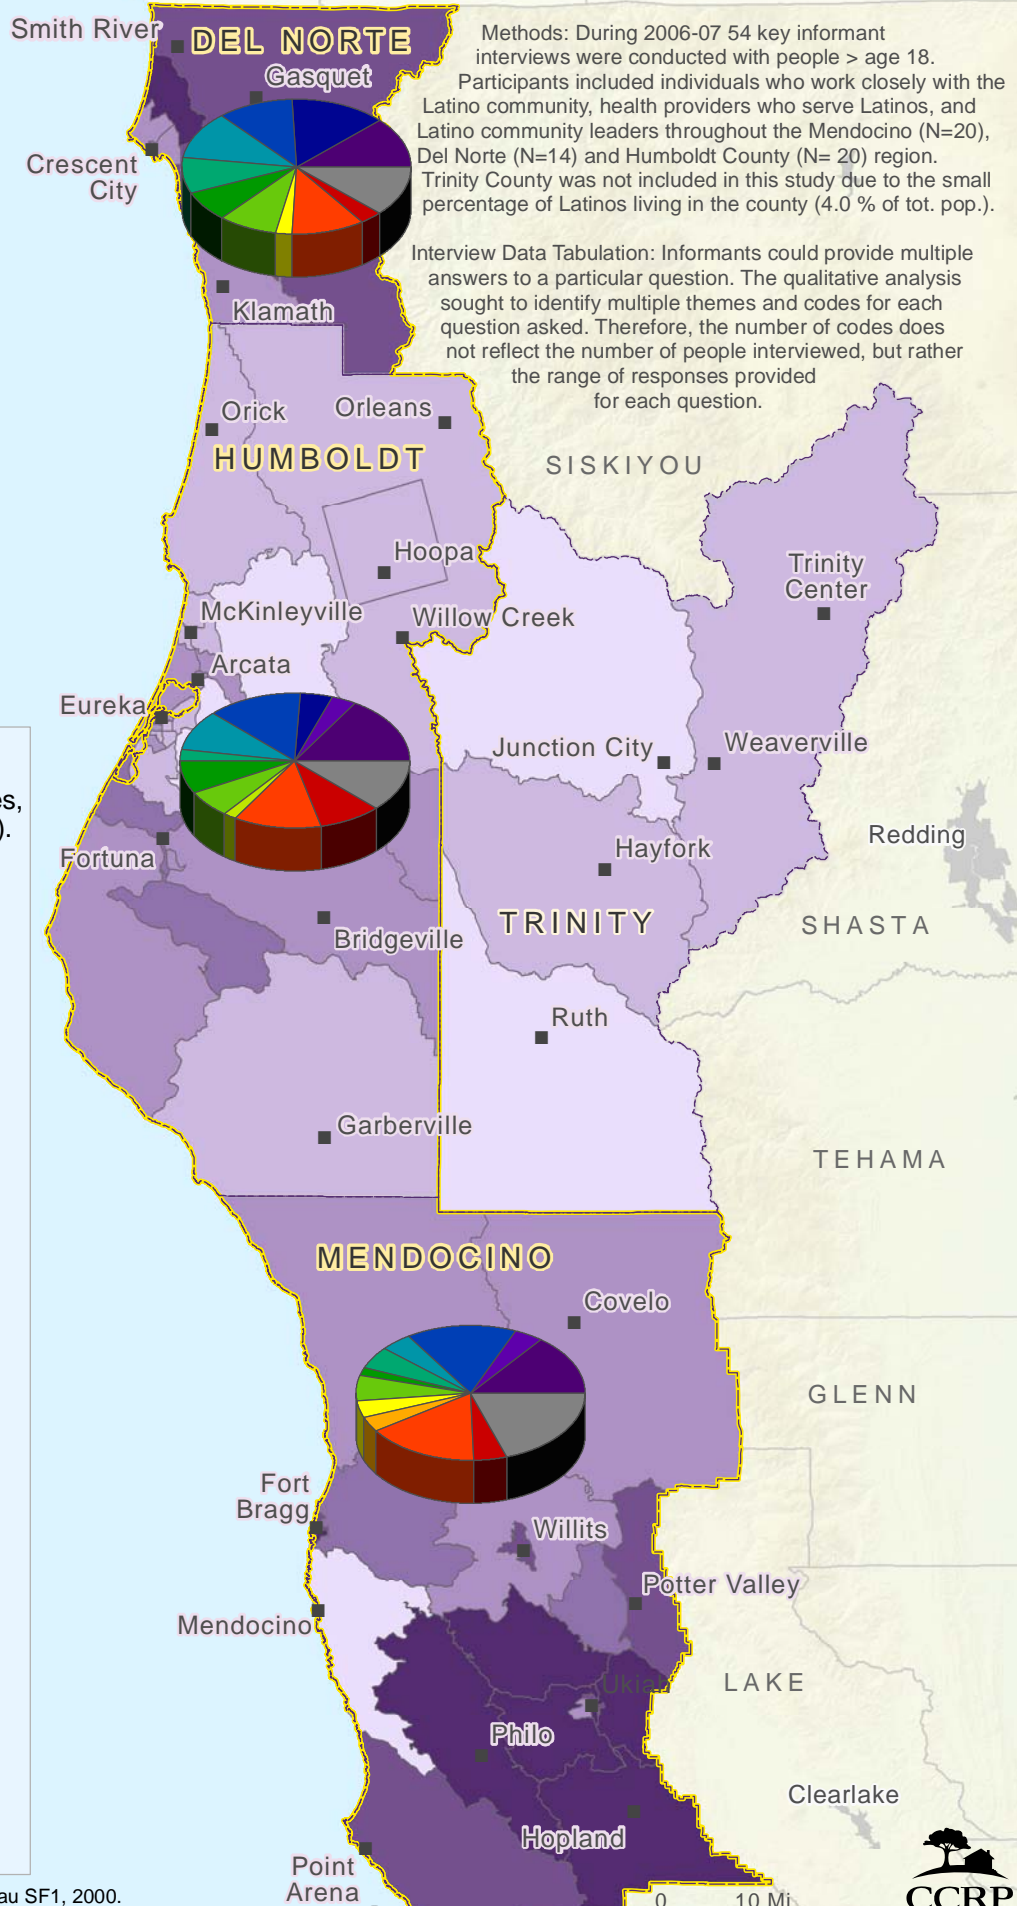 Smith River
DEL NORTE
Gasquet
Crescent
City
Klamath
Methods: During 2006-07 54 key informant
interviews were conducted with people > age 18.
Participants included individuals who work closely with the
Latino community, health providers who serve Latinos, and
Latino community leaders throughout the Mendocino (N=20),
Del Norte (N=14) and Humboldt County (N= 20) region.
Trinity County was not included in this study due to the small
percentage of Latinos living in the county (4.0 % of tot. pop.).
Interview Data Tabulation: Informants could provide multiple
answers to a particular question. The qualitative analysis
sought to identify multiple themes and codes for each
question asked. Therefore, the number of codes does
not reflect the number of people interviewed, but rather
the range of responses provided
for each question.
Orick
Orleans
HUMBOLDT
SISKIYOU
Hoopa
Trinity
Center
McKinleyville
Willow Creek
Arcata
Eureka
Junction City
Weaverville
es,
).
Redding
Fortuna
Hayfork
TRINITY
SHASTA
Bridgeville
Ruth
Garberville
TEHAMA
MENDOCINO
Covelo
GLENN
Fort
Bragg
Willits
Potter Valley
Mendocino
Ukiah
LAKE
Philo
Clearlake
Hopland
Point
Arena
au SF1, 2000.
0 10 Mi
CCRP